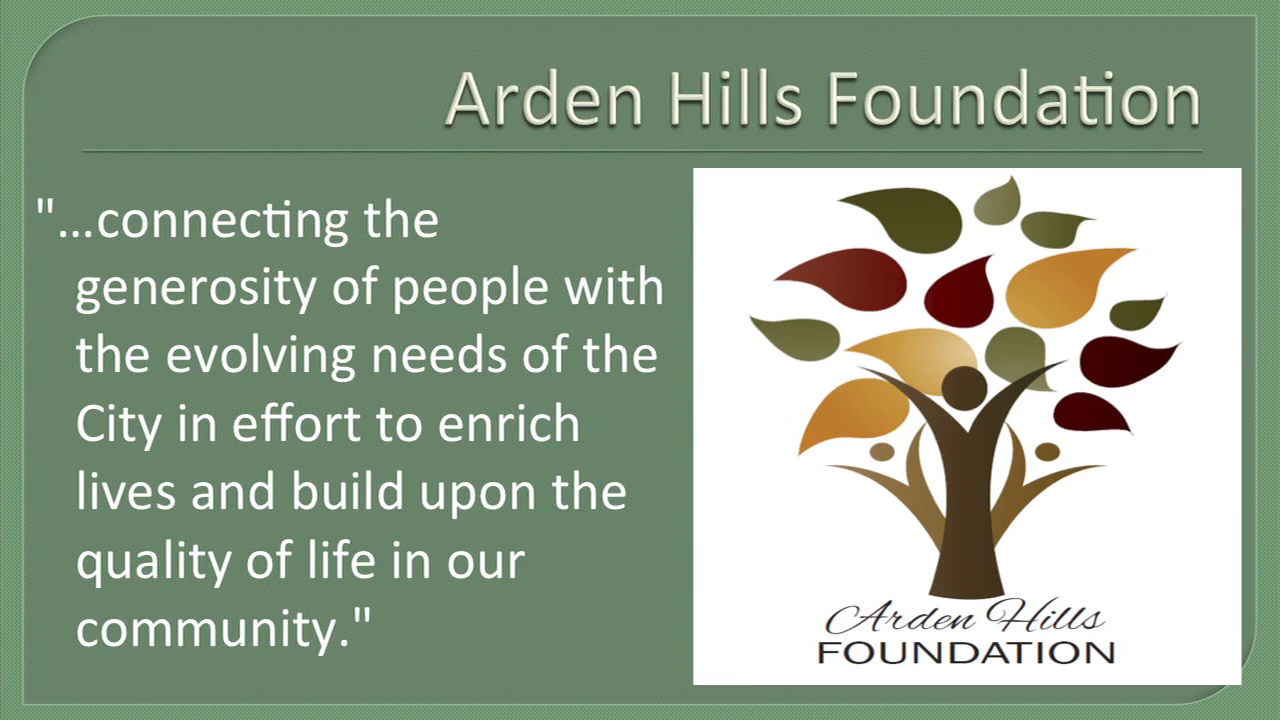 Arden Hills Foundation
"…connecting the
generosity of people with
the evolving needs of the
City in effort to enrich
lives and build upon the
quality of life in our
community."
Arden Hills
FOUNDATION